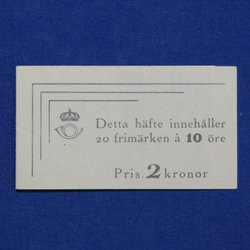 Detta häfte innehåller
20 frimärken à 10 öre
Pris 2 kronor